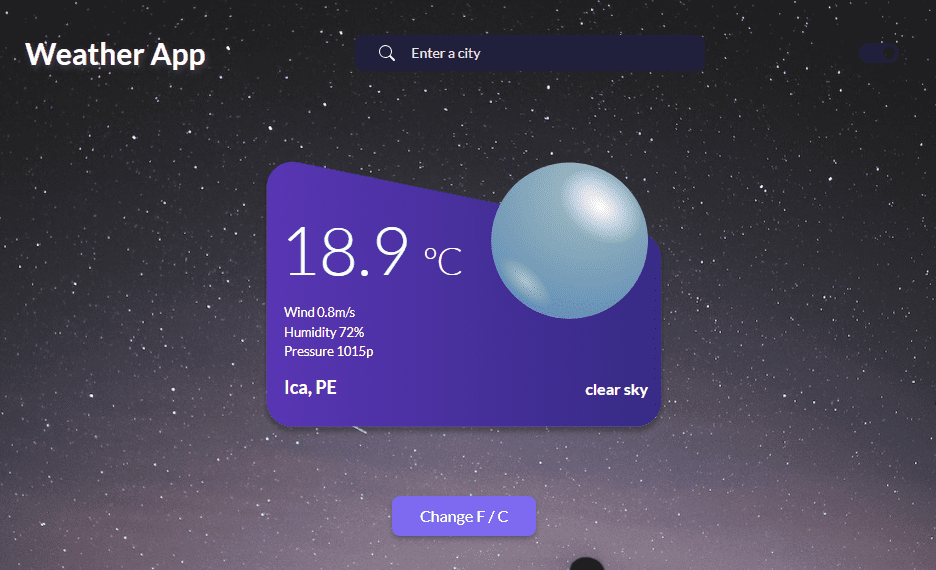 Weather App
Enter a city
18.9 ºC
Wind 0.8m/s
Humidity 72%
Pressure 1015p
Ica, PE
clear sky
Change F / C